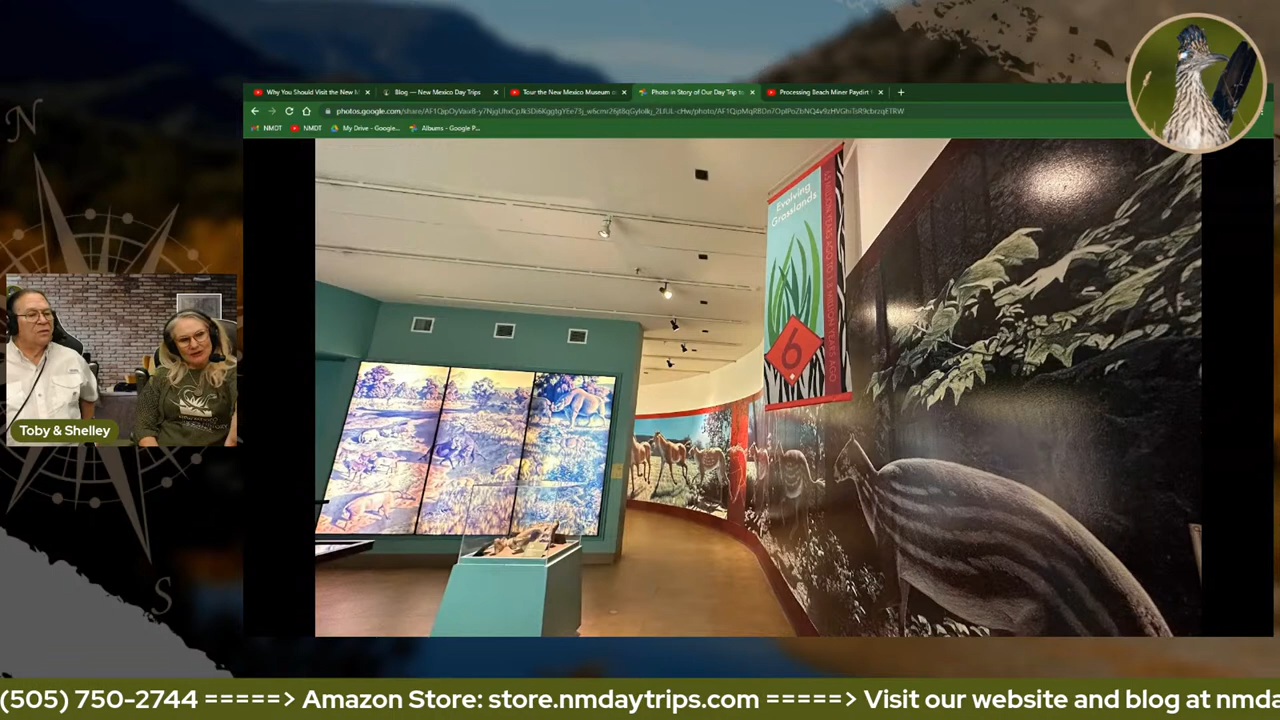 Why You Should Visit the New M
Blog — New Mexico Day Trips
Tour the New Mexico Museum o
Photo in Story of Our Day Trip to
Processing Beach Miner Paydirt
NMDT
NMDT
My Drive - Google...
Albums - Google P...
N
Evolving
Grasslands
6
Toby & Shelley
S
(505) 750-2744 =====> Amazon Store: store.nmdaytrips.com =====> Visit our website and blog at nmda